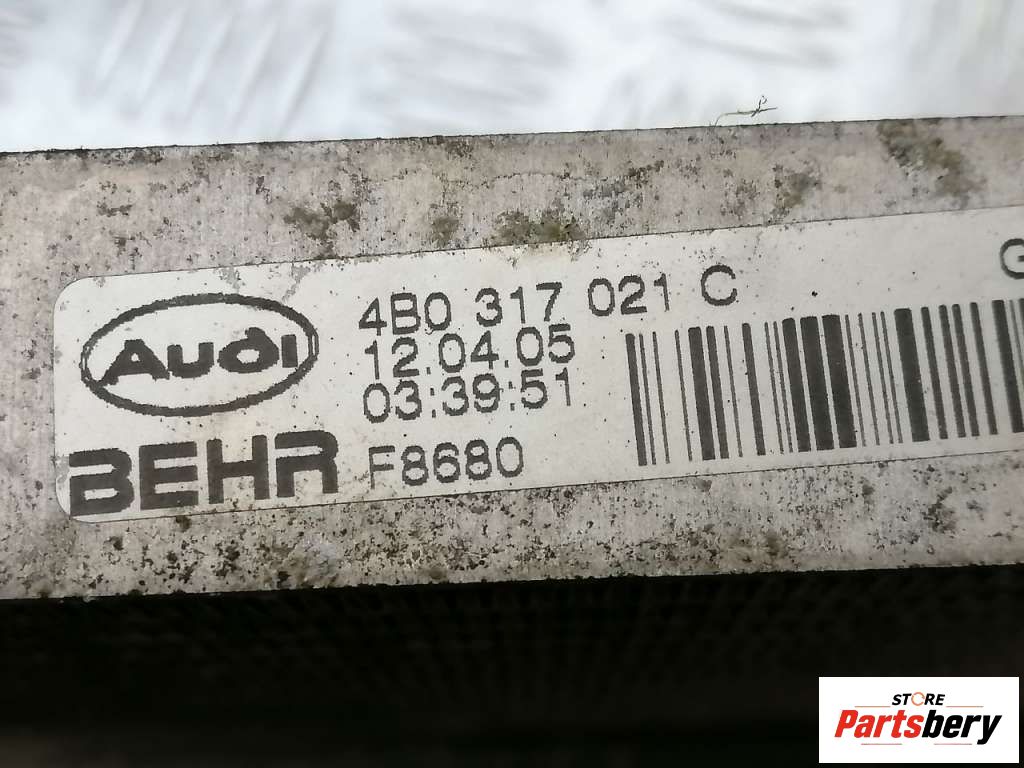 Audi
4B0 317 021 C
G
12.04.05
03:39:51
BEHR
F8680
STORE
Partsbery